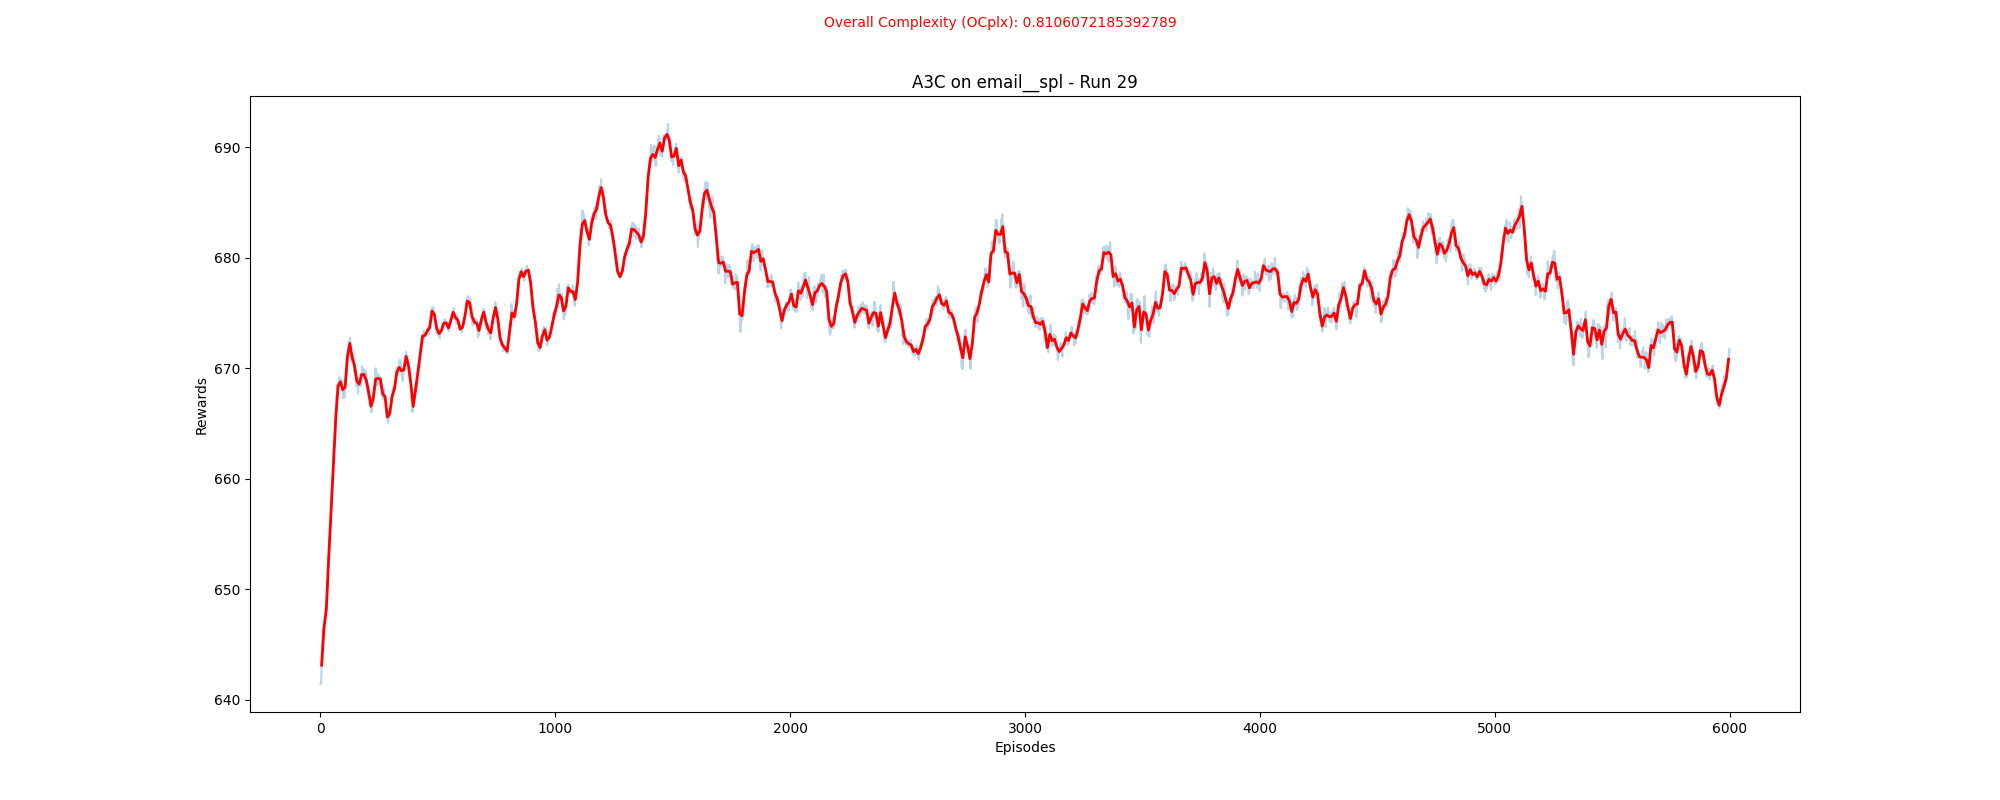 Overall Complexity (OCplx): 0.8106072185392789
A3C on email__spl - Run 29
Rewards
690
680
670
660
650
640
0 1000 2000 3000 4000 5000 6000
Episodes